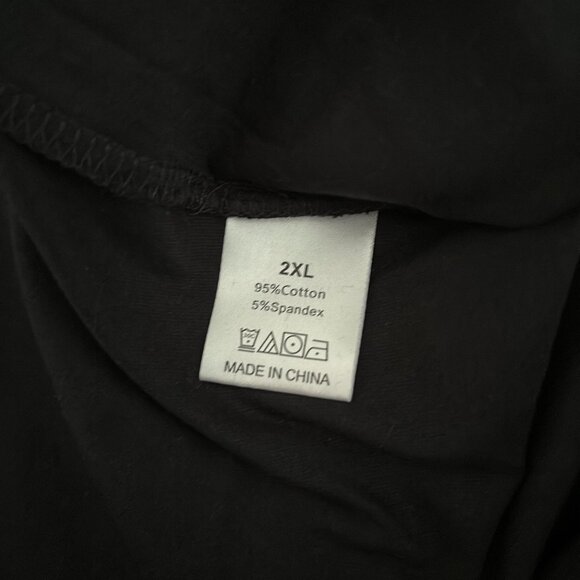 2XL
95%Cotton
5%Spandex
MADE IN CHINA